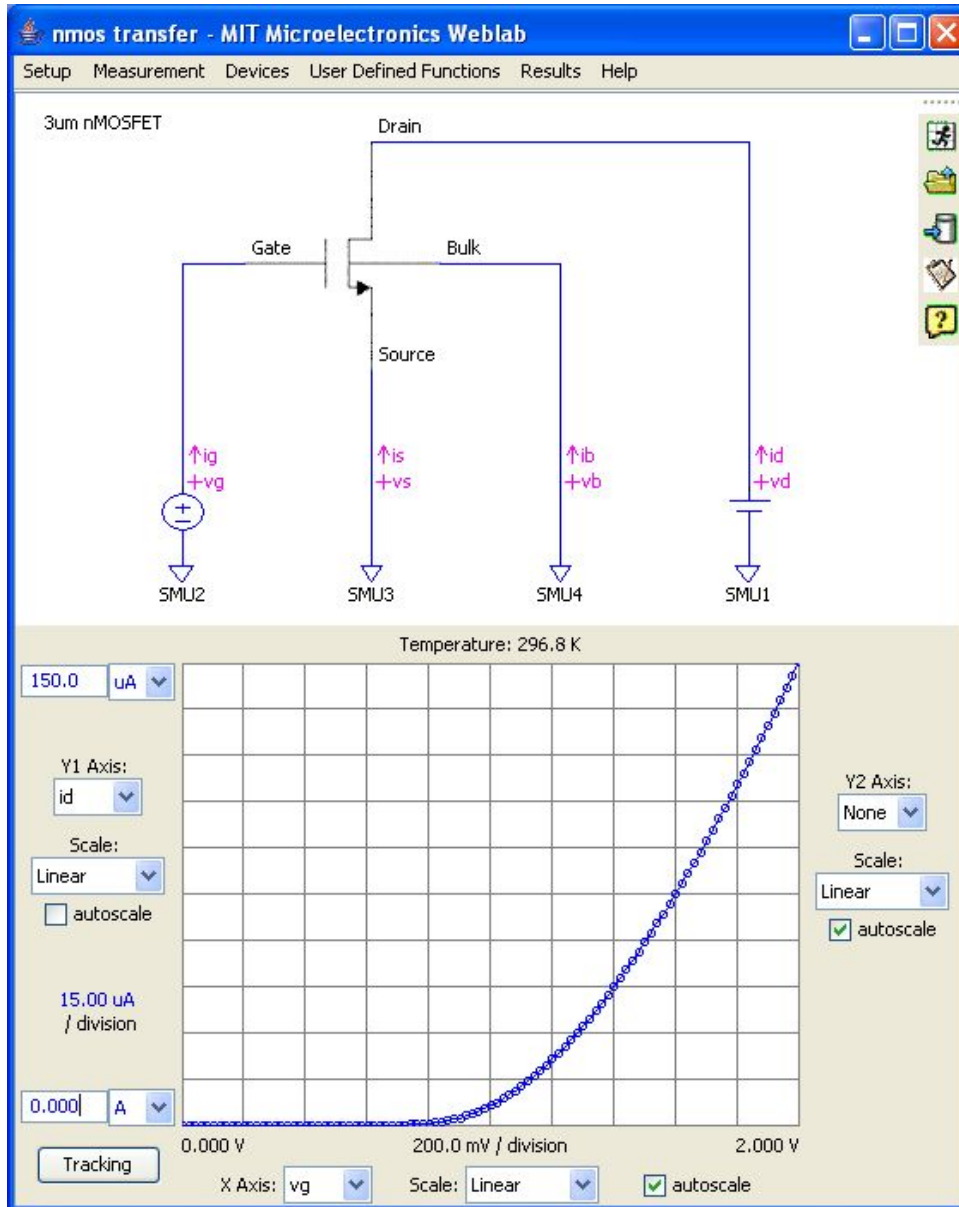 nmos transfer - MIT Microelectronics Weblab
Setup Measurement Devices User Defined Functions Results Help
3um nMOSFET
Drain
Gate
Bulk
Source
↑ig
+vg
↑is
+vs
↑ib
+vb
↑id
+vd
SMU2
SMU3
SMU4
SMU1
Temperature: 296.8 K
150.0 uA
Y1 Axis:
id
Scale:
Linear
autoscale
15.00 uA
/ division
0.000 A
Tracking
Y2 Axis:
None
Scale:
Linear
autoscale
0.000 V 200.0 mV / division 2.000 V
X Axis: vg Scale: Linear autoscale